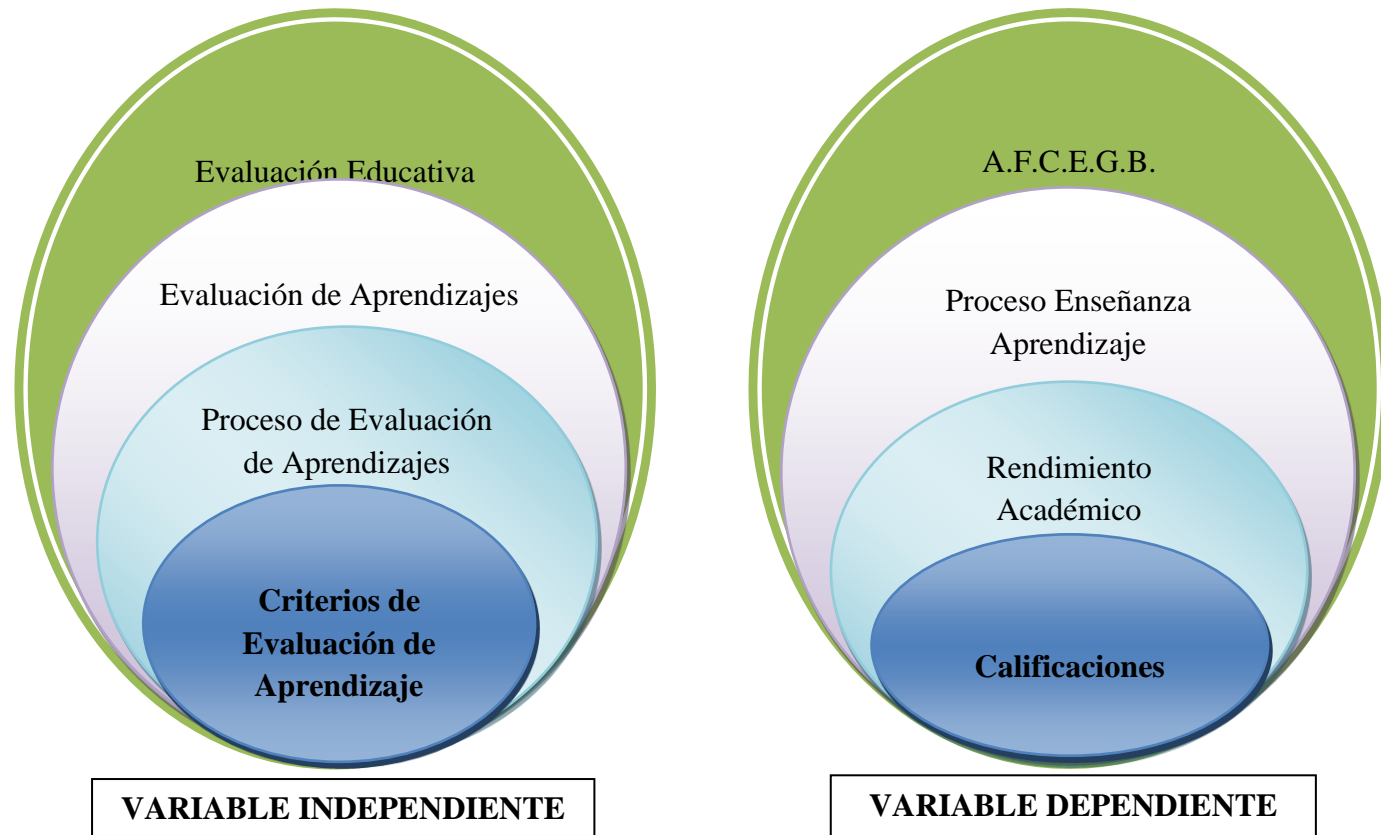 Evaluación Educativa
Evaluación de Aprendizajes
Proceso de Evaluación
de Aprendizajes
Criterios de
Evaluación de
Aprendizaje
VARIABLE INDEPENDIENTE
A.F.C.E.G.B.
Proceso Enseñanza
Aprendizaje
Rendimiento
Académico
Calificaciones
VARIABLE DEPENDIENTE